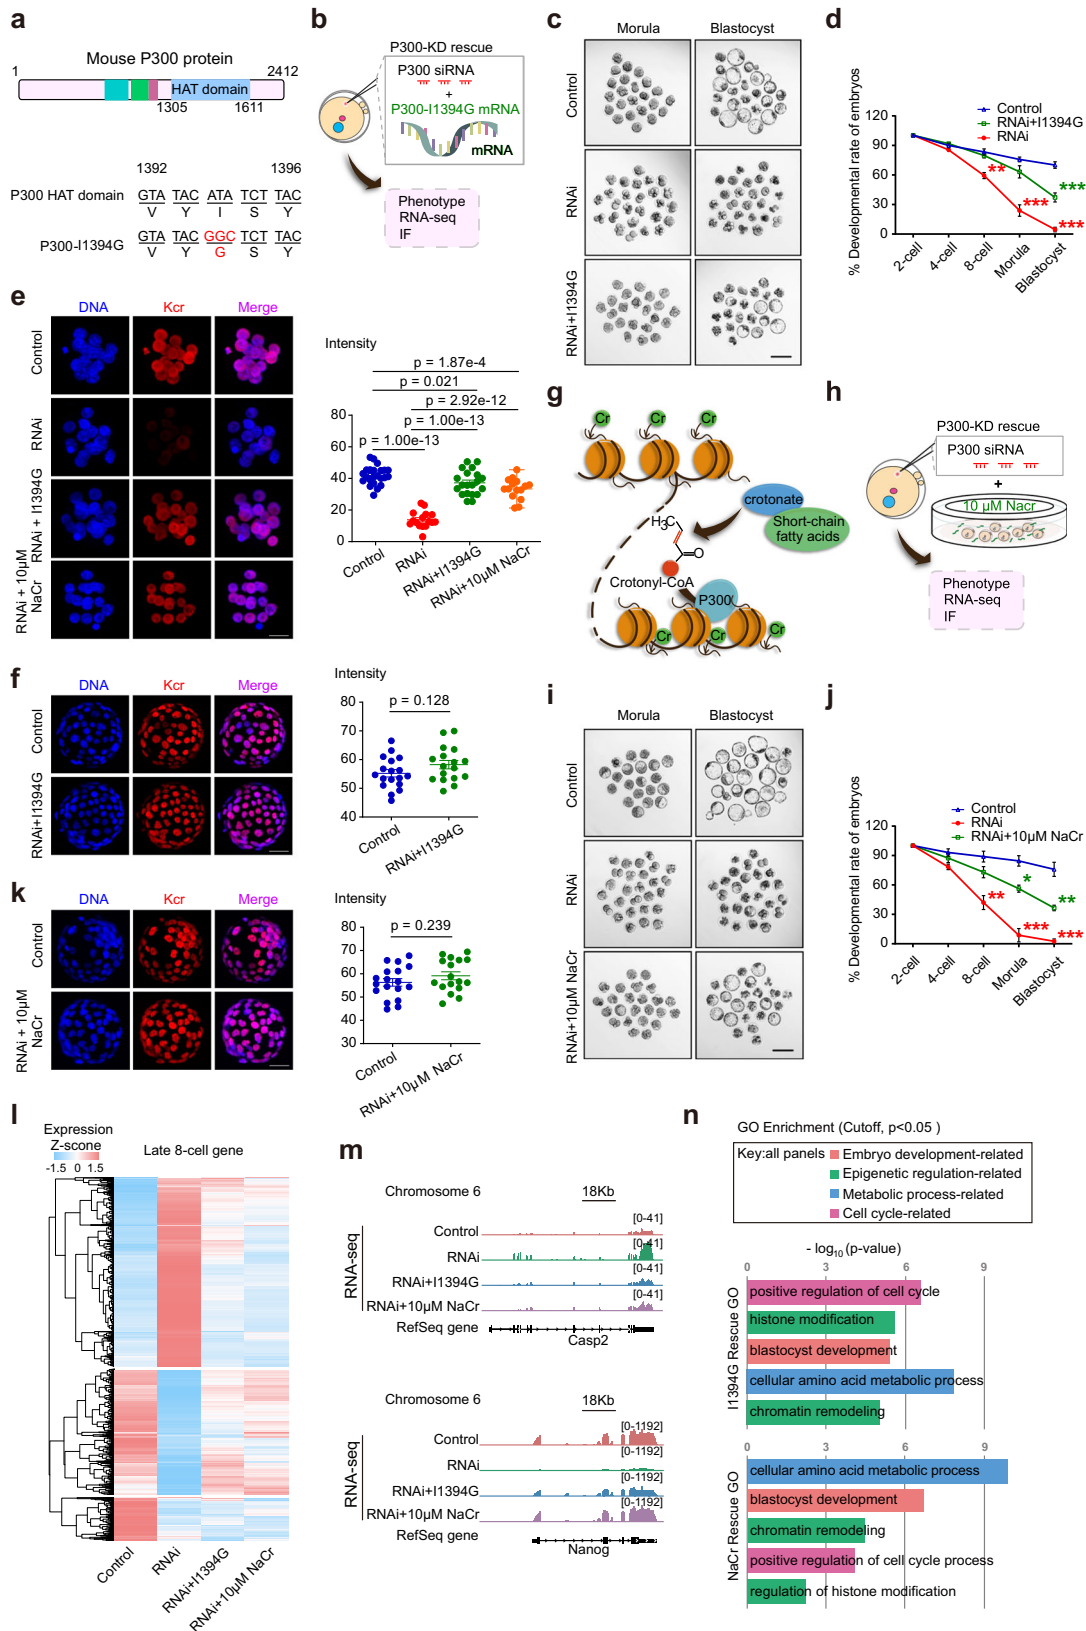 a
Mouse P300 protein
1
2412
HAT domain
1305
1611
1392
1396
P300 HAT domain
GTA TAC ATA TCT TAC
V Y I S Y
P300-I1394G
GTA TAC GGC TCT TAC
V Y G S Y
b
P300-KD rescue
P300 siRNA
+
P300-I1394G mRNA
mRNA
Phenotype
RNA-seq
IF
c
Morula Blastocyst
Control
RNAi
RNAi+I1394G
d
Control
RNAi+I1394G
RNAi
% Developmental rate of embryos
120
90
60
30
0
**
***
***
***
2-cell
4-cell
8-cell
Morula
Blastocyst
e
DNA Kcr Merge
Control
RNAi
RNAi + I1394G
RNAi + 10µM
NaCr
Intensity
p = 1.87e-4
p = 0.021
p = 2.92e-12
p = 1.00e-13
p = 1.00e-13
80
60
40
20
0
Control
RNAi
RNAi+I1394G
RNAi+10µM NaCr
f
DNA Kcr Merge
Control
RNAi+I1394G
Intensity
p = 0.128
80
70
60
50
40
Control
RNAi+I1394G
g
Cr Cr Cr
crotonate
Short-chain
fatty acids
H3C
O
Crotonyl-CoA
P300
Cr Cr Cr
h
P300-KD rescue
P300 siRNA
+
10 µM Nacr
Phenotype
RNA-seq
IF
i
Morula Blastocyst
Control
RNAi
RNAi+10µM NaCr
j
Control
RNAi
RNAi+10µM NaCr
% Developmental rate of embryos
120
90
60
30
0
**
*
***
**
***
2-cell
4-cell
8-cell
Morula
Blastocyst
k
DNA Kcr Merge
Control
RNAi + 10µM
NaCr
Intensity
p = 0.239
80
70
60
50
40
30
Control
RNAi+10µM NaCr
l
Expression
Z-scone
-1.5 0 1.5
Late 8-cell gene
Control
RNAi
RNAi+I1394G
RNAi+10µM NaCr
m
Chromosome 6
18Kb
RNA-seq
Control [0-41]
RNAi [0-41]
RNAi+I1394G [0-41]
RNAi+10µM NaCr [0-41]
RefSeq gene
Casp2
Chromosome 6
18Kb
RNA-seq
Control [0-1192]
RNAi [0-1192]
RNAi+I1394G [0-1192]
RNAi+10µM NaCr [0-1192]
RefSeq gene
Nanog
n
GO Enrichment (Cutoff, p<0.05 )
Key:all panels
Embryo development-related
Epigenetic regulation-related
Metabolic process-related
Cell cycle-related
- log10 (p-value)
0 3 6 9
I1394G Rescue GO
positive regulation of cell cycle
histone modification
blastocyst development
cellular amino acid metabolic process
chromatin remodeling
0 3 6 9
NaCr Rescue GO
cellular amino acid metabolic process
blastocyst development
chromatin remodeling
positive regulation of cell cycle process
regulation of histone modification